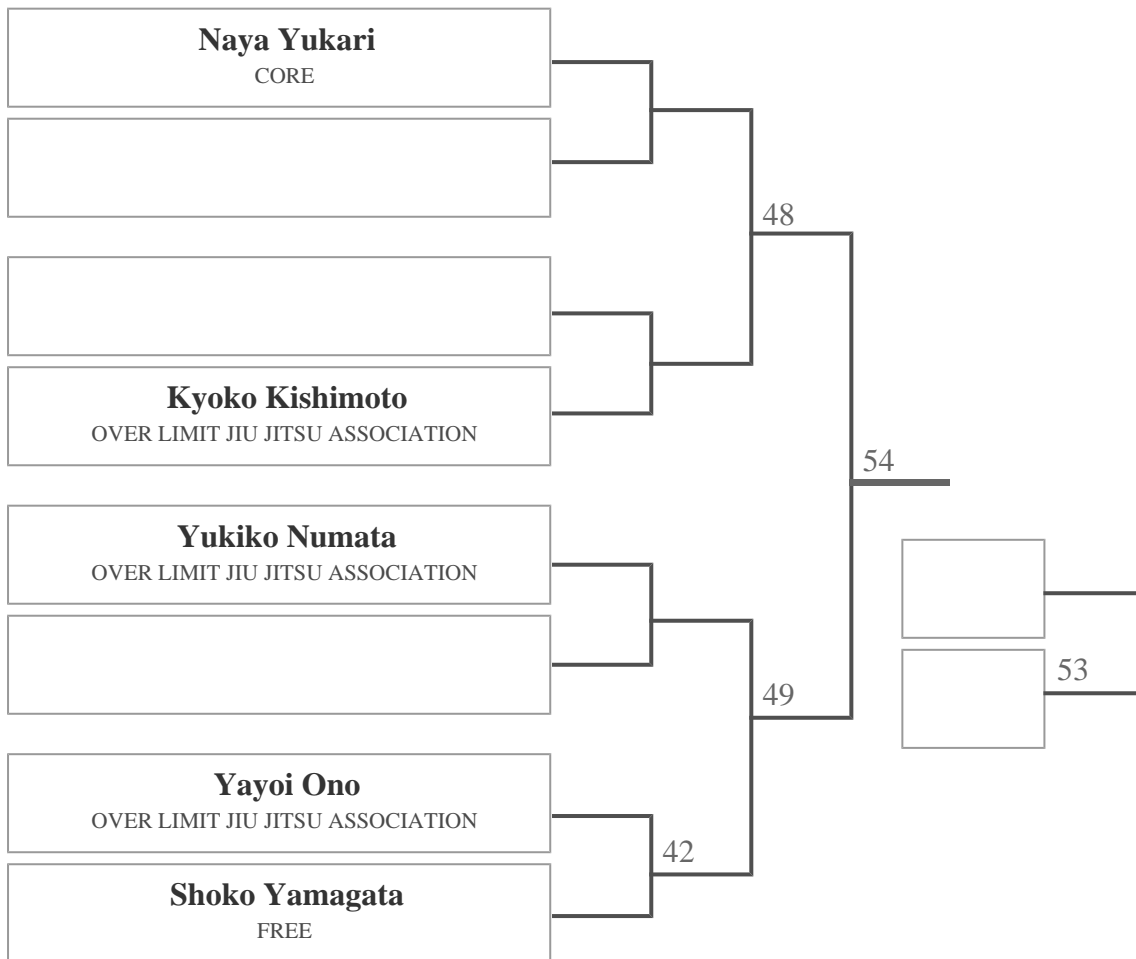 Naya Yukari
CORE
48
Kyoko Kishimoto
OVER LIMIT JIU JITSU ASSOCIATION
54
Yukiko Numata
OVER LIMIT JIU JITSU ASSOCIATION
53
49
Yayoi Ono
OVER LIMIT JIU JITSU ASSOCIATION
42
Shoko Yamagata
FREE